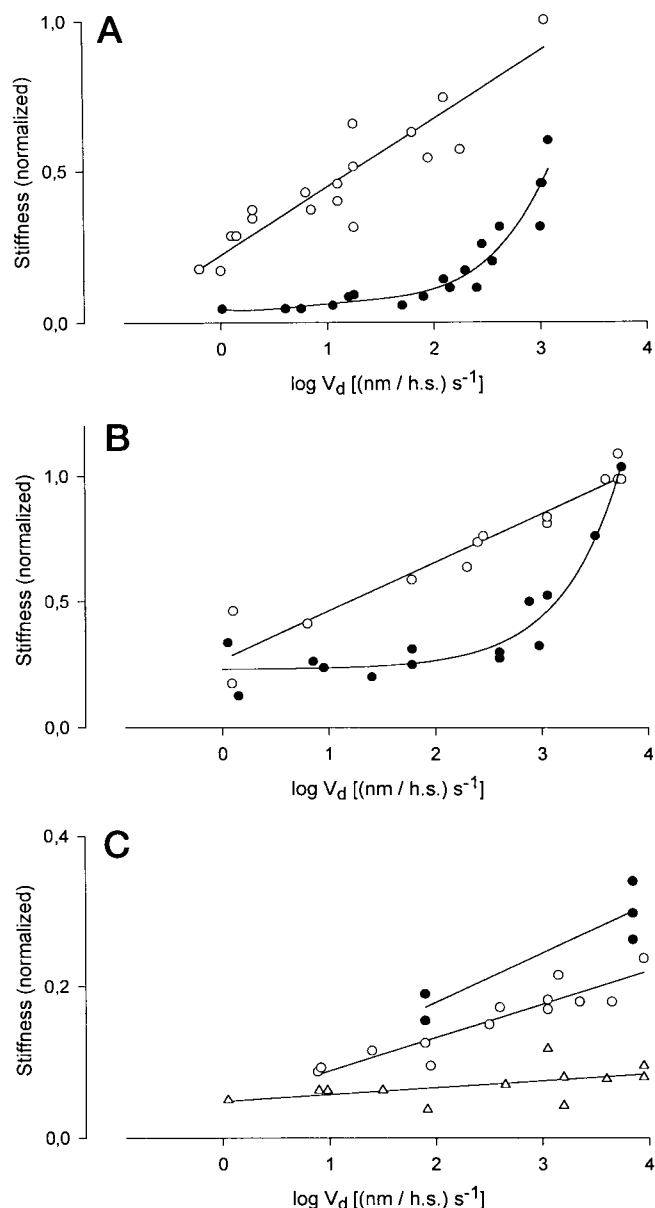 A
1,0
0,5
0,0
Stiffness (normalized)
0 1 2 3 4
log V_d [(nm / h.s.) s⁻¹]
B
1,0
0,5
0,0
Stiffness (normalized)
0 1 2 3 4
log V_d [(nm / h.s.) s⁻¹]
C
0,4
0,2
0,0
Stiffness (normalized)
0 1 2 3 4
log V_d [(nm / h.s.) s⁻¹]